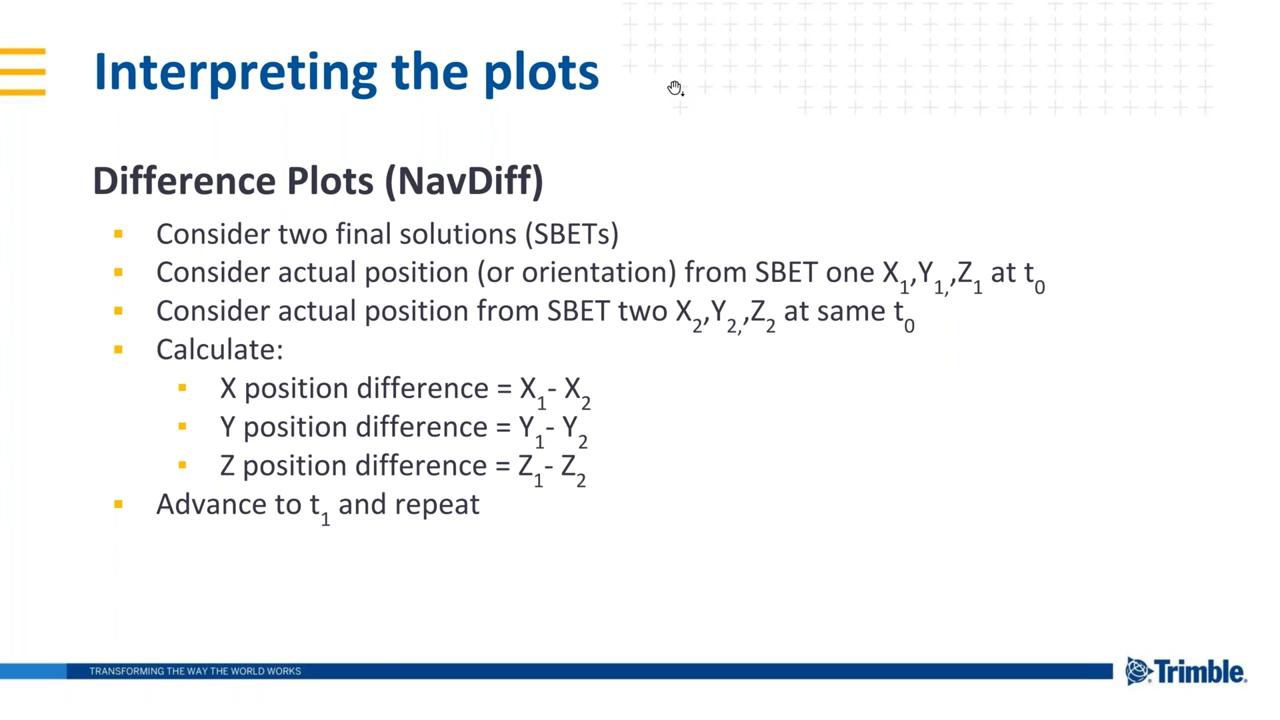 Interpreting the plots
Difference Plots (NavDiff)
▪ Consider two final solutions (SBETs)
▪ Consider actual position (or orientation) from SBET one X₁,Y₁,,Z₁ at t₀
▪ Consider actual position from SBET two X₂,Y₂,,Z₂ at same t₀
▪ Calculate:
▪ X position difference = X₁- X₂
▪ Y position difference = Y₁- Y₂
▪ Z position difference = Z₁- Z₂
▪ Advance to t₁ and repeat
TRANSFORMING THE WAY THE WORLD WORKS
Trimble.